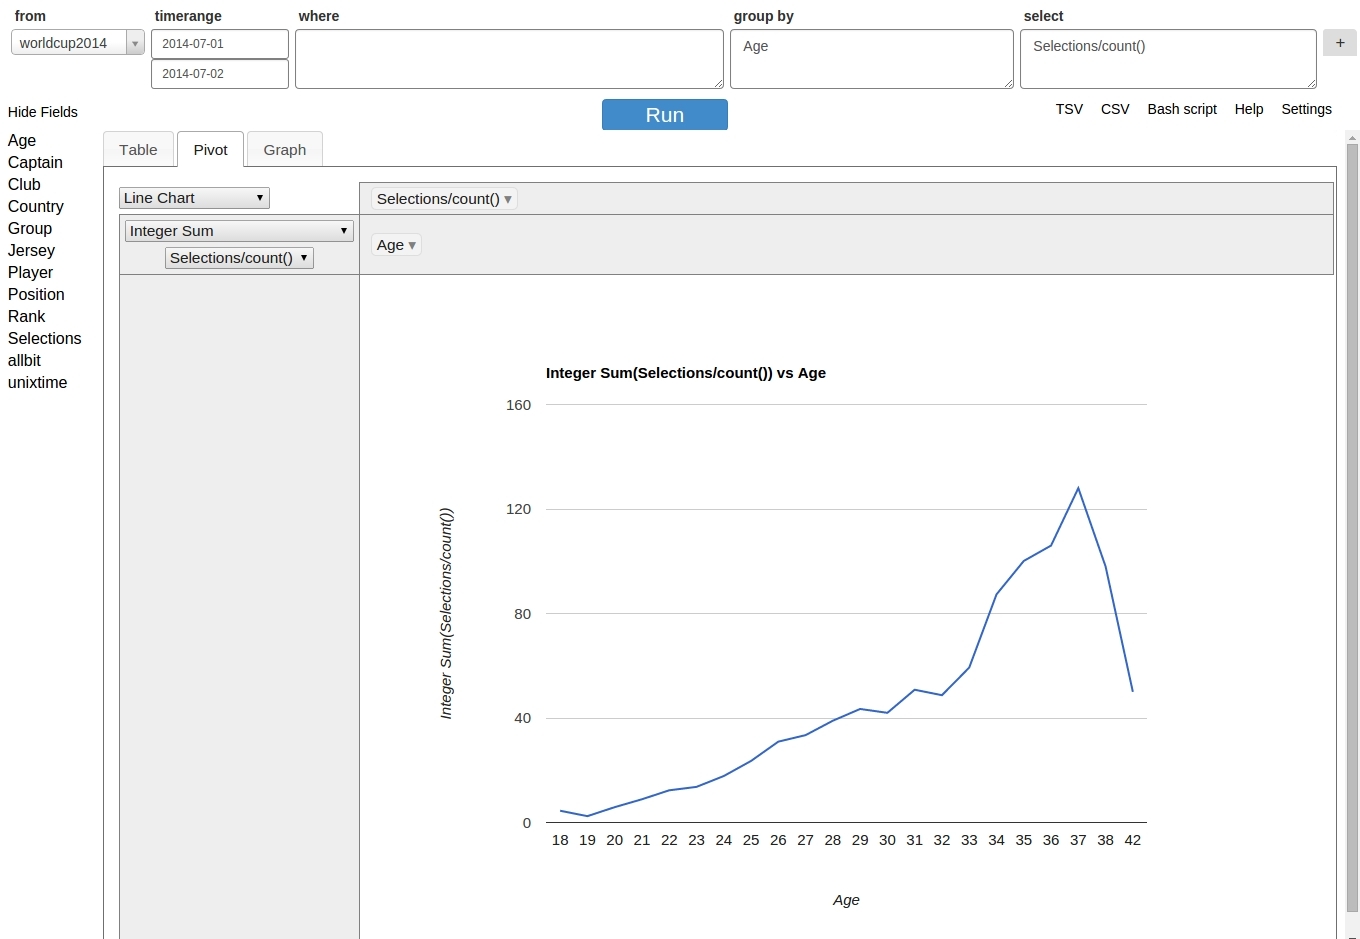 from timerange where group by select
worldcup2014 2014-07-01 Age Selections/count() +
2014-07-02
Hide Fields Run TSV CSV Bash script Help Settings
Age
Captain
Club
Country
Group
Jersey
Player
Position
Rank
Selections
allbit
unixtime
Table Pivot Graph
Line Chart Selections/count()
Integer Sum
Selections/count()
Age
Integer Sum(Selections/count()) vs Age
Integer Sum(Selections/count())
160
120
80
40
0
18 19 20 21 22 23 24 25 26 27 28 29 30 31 32 33 34 35 36 37 38 42
Age